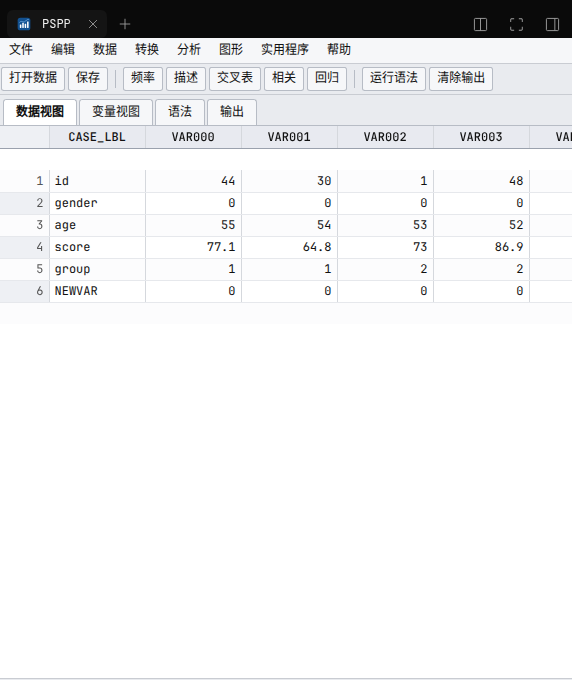 PSPP
文件 编辑 数据 转换 分析 图形 实用程序 帮助
打开数据 保存 频率 描述 交叉表 相关 回归 运行语法 清除输出
数据视图 变量视图 语法 输出
CASE_LBL VAR000 VAR001 VAR002 VAR003
1 id 44 30 1 48
2 gender 0 0 0 0
3 age 55 54 53 52
4 score 77.1 64.8 73 86.9
5 group 1 1 2 2
6 NEWVAR 0 0 0 0